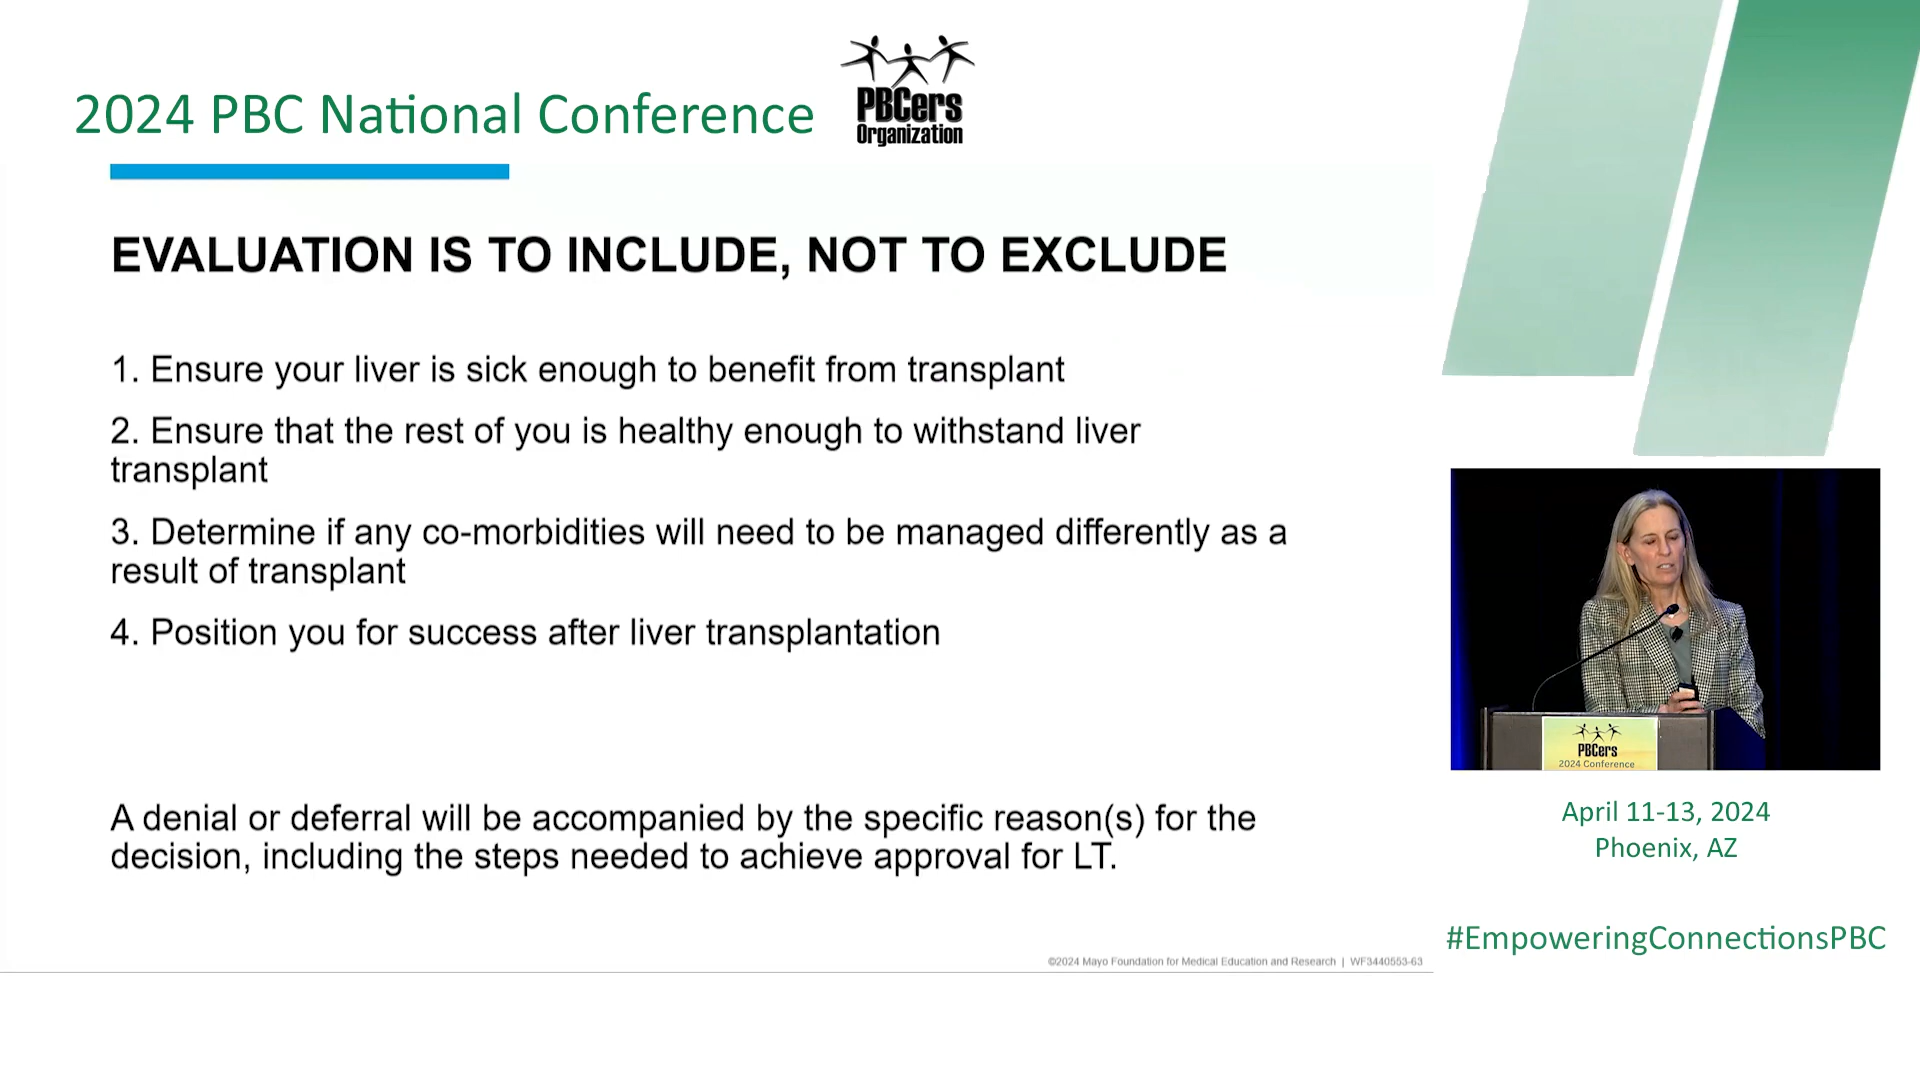 2024 PBC National Conference
PBCers
Organization
EVALUATION IS TO INCLUDE, NOT TO EXCLUDE
1. Ensure your liver is sick enough to benefit from transplant
2. Ensure that the rest of you is healthy enough to withstand liver
transplant
3. Determine if any co-morbidities will need to be managed differently as a
result of transplant
4. Position you for success after liver transplantation
A denial or deferral will be accompanied by the specific reason(s) for the
decision, including the steps needed to achieve approval for LT.
©2024 Mayo Foundation for Medical Education and Research | WF3440553-63
PBCers
2024 Conference
April 11-13, 2024
Phoenix, AZ
#EmpoweringConnectionsPBC